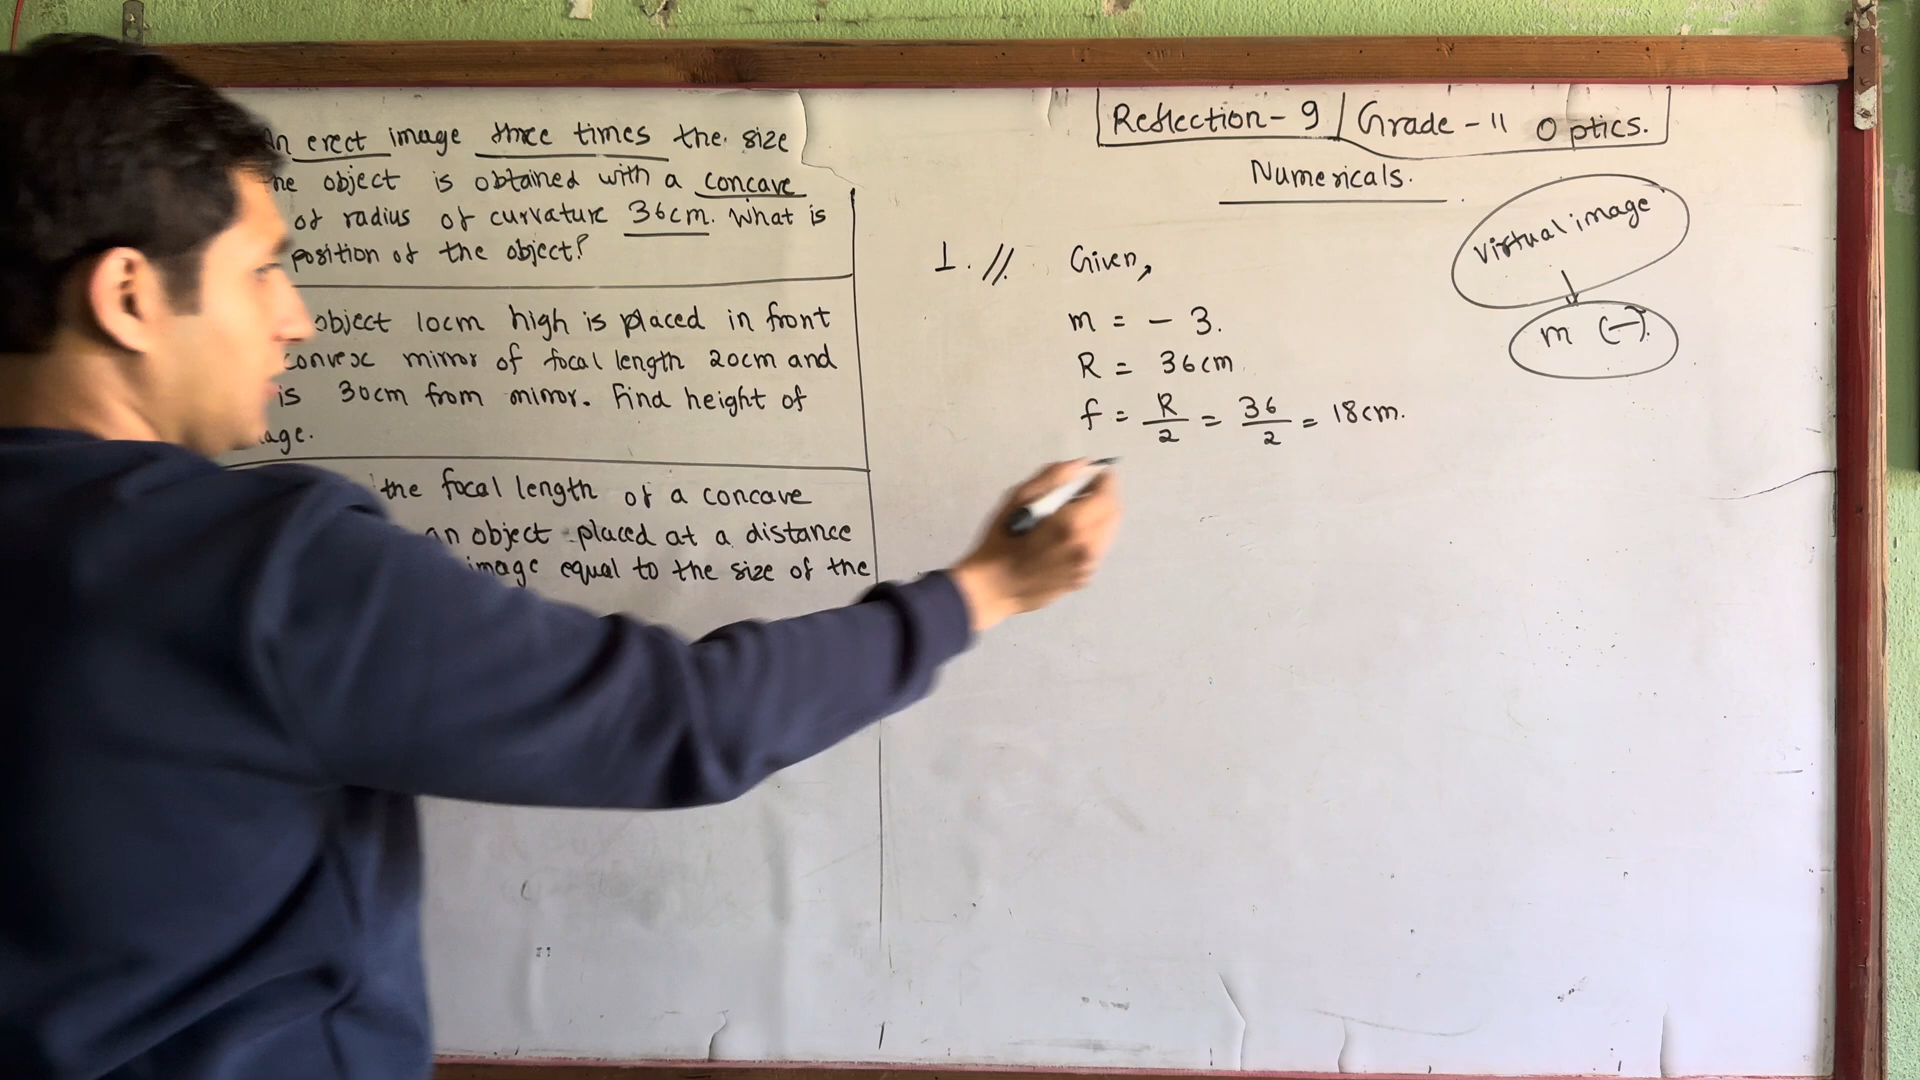 An erect image three times the size
he object is obtained with a concave
of radius of curvature 36cm. What is
position of the object?
object 10cm high is placed in front
convex mirror of focal length 20cm and
is 30cm from mirror. Find height of
age.
the focal length of a concave
an object placed at a distance
image equal to the size of the
Reflection - 9 | Grade - 11 Optics.
Numericals.
1. // Given,
m = - 3.
R = 36cm
f = R/2 = 36/2 = 18cm.
virtual image
↓
m (-).